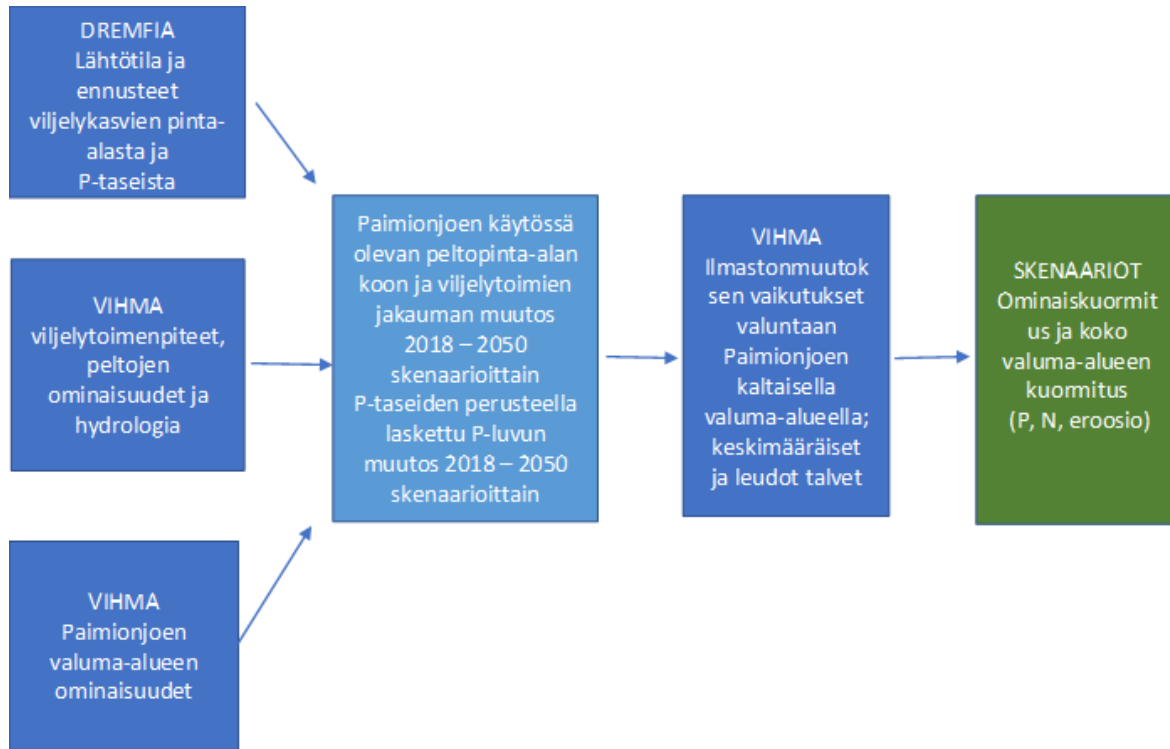 DREMFIA
Lähtötila ja
ennusteet
viljelykasvien pinta-
alasta ja
P-taseista
VIHMA
viljelytoimenpiteet,
peltojen
ominaisuudet ja
hydrologia
VIHMA
Paimionjoen
valuma-alueen
ominaisuudet
Paimionjoen käytössä
olevan peltopinta-alan
koon ja viljelytoimien
jakauman muutos
2018 – 2050
skenaarioittain
P-taseiden perusteella
laskettu P-luvun
muutos 2018 – 2050
skenaarioittain
VIHMA
Ilmastonmuutok
sen vaikutukset
valuntaan
Paimionjoen
kaltaisella
valuma-alueella;
keskimääräiset
ja leudot talvet
SKENAARIOT
Ominaiskuormit
us ja koko
valuma-alueen
kuormitus
(P, N, eroosio)